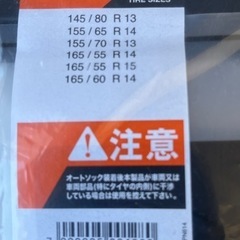 TIRE SIZES
145/80 R 13
155/65 R 14
155/70 R 13
165/55 R 14
165/55 R 15
165/60 R 14
注意
オートソック装着後本製品が車両又は
車両部品(特にタイヤの内側)に干渉
している場合は使用を控えて下さい。